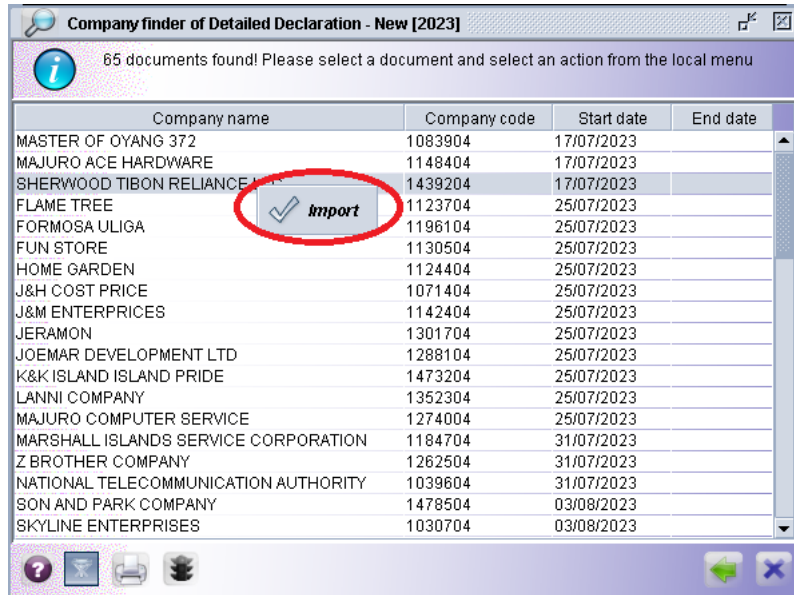 Company finder of Detailed Declaration - New [2023]
65 documents found! Please select a document and select an action from the local menu
Company name Company code Start date End date
MASTER OF OYANG 372 1083904 17/07/2023
MAJURO ACE HARDWARE 1148404 17/07/2023
SHERWOOD TIBON RELIANCE 1439204 17/07/2023
FLAME TREE 1123704 25/07/2023
Import
FORMOSA ULIGA 1196104 25/07/2023
FUN STORE 1130504 25/07/2023
HOME GARDEN 1124404 25/07/2023
J&H COST PRICE 1071404 25/07/2023
J&M ENTERPRICES 1142404 25/07/2023
JERAMON 1301704 25/07/2023
JOEMAR DEVELOPMENT LTD 1288104 25/07/2023
K&K ISLAND ISLAND PRIDE 1473204 25/07/2023
LANNI COMPANY 1352304 25/07/2023
MAJURO COMPUTER SERVICE 1274004 25/07/2023
MARSHALL ISLANDS SERVICE CORPORATION 1184704 31/07/2023
Z BROTHER COMPANY 1262504 31/07/2023
NATIONAL TELECOMMUNICATION AUTHORITY 1039604 31/07/2023
SON AND PARK COMPANY 1478504 03/08/2023
SKYLINE ENTERPRISES 1030704 03/08/2023